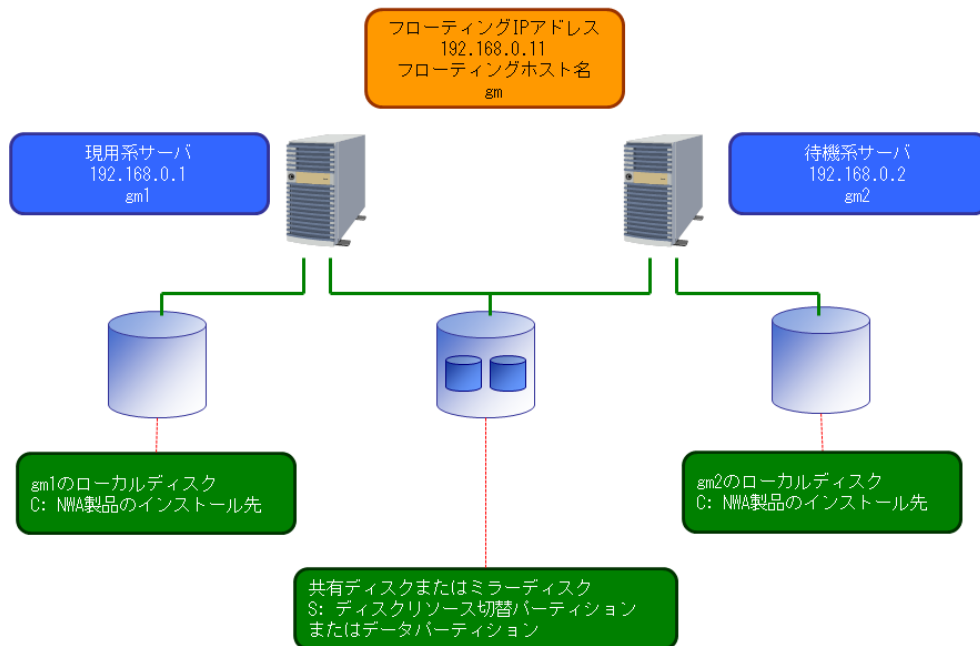 フローティングIPアドレス
192.168.0.11
フローティングホスト名
gm
現用系サーバ
192.168.0.1
gm1
待機系サーバ
192.168.0.2
gm2
gm1のローカルディスク
C: NWA製品のインストール先
gm2のローカルディスク
C: NWA製品のインストール先
共有ディスクまたはミラーディスク
S: ディスクリソース切替パーティション
またはデータパーティション